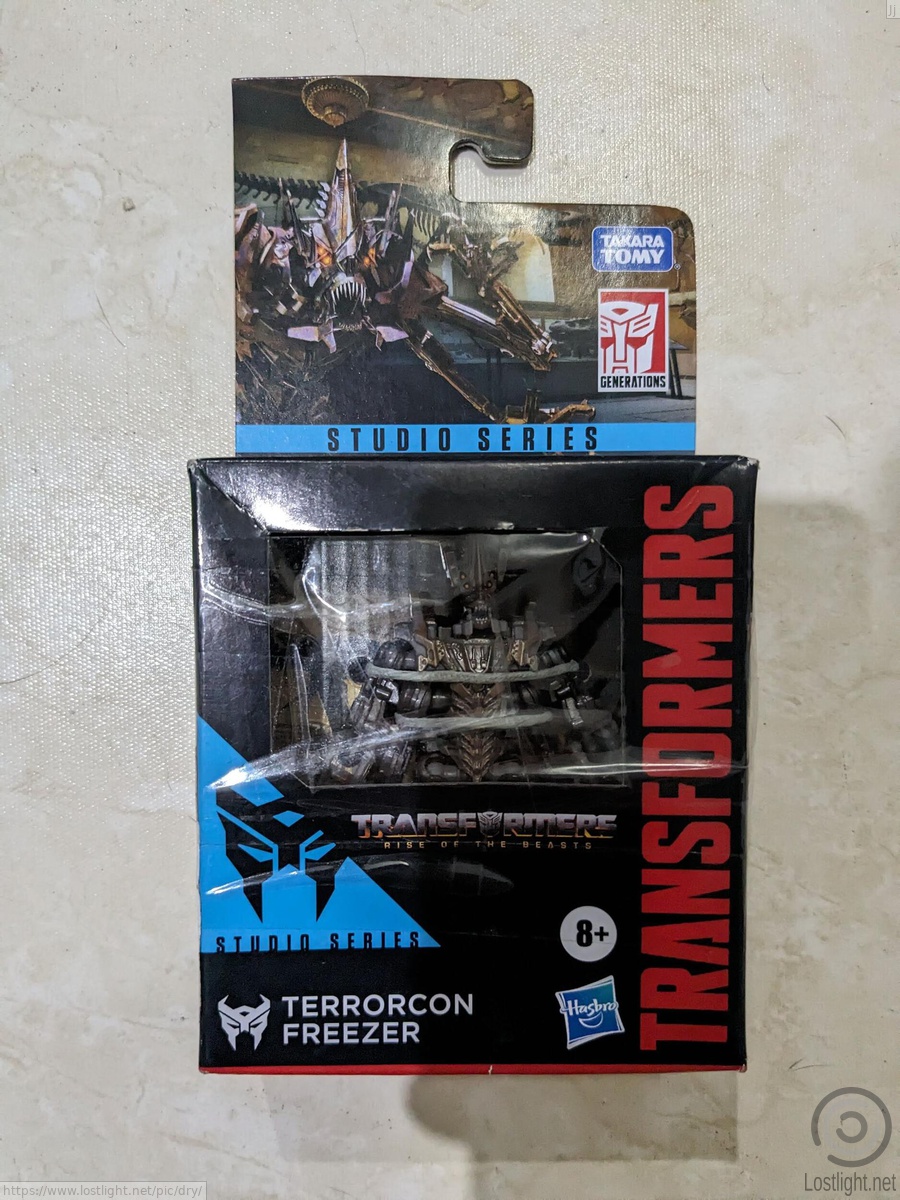 TAKARA
TOMY
GENERATIONS
STUDIO SERIES
TRANSFORMERS
TRANSFORMERS
RISE OF THE BEASTS
STUDIO SERIES
8+
TERRORCON
FREEZER
Hasbro
https://www.lostlight.net/pic/dry/
Lostlight.net